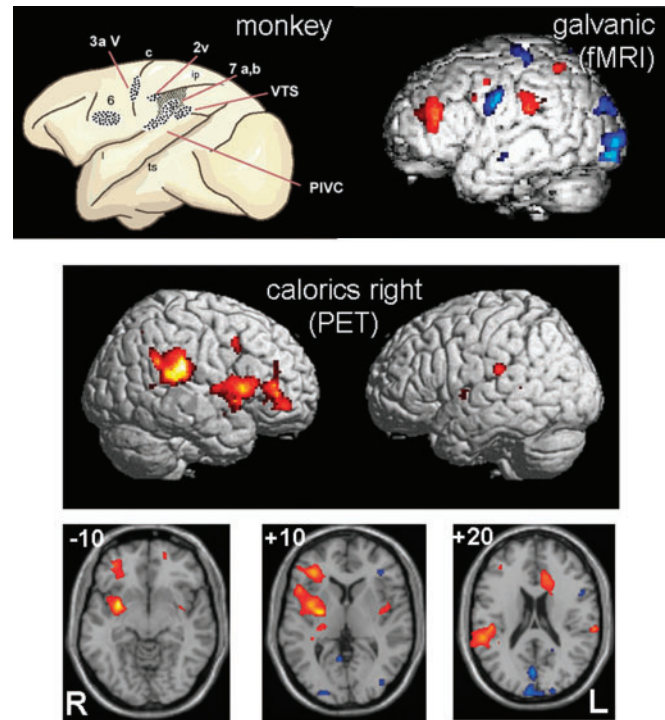 monkey
3a V
c
2v
7 a,b
ip
VTS
6
l
ts
PIVC
galvanic
(fMRI)
calorics right
(PET)
-10
+10
+20
R
L